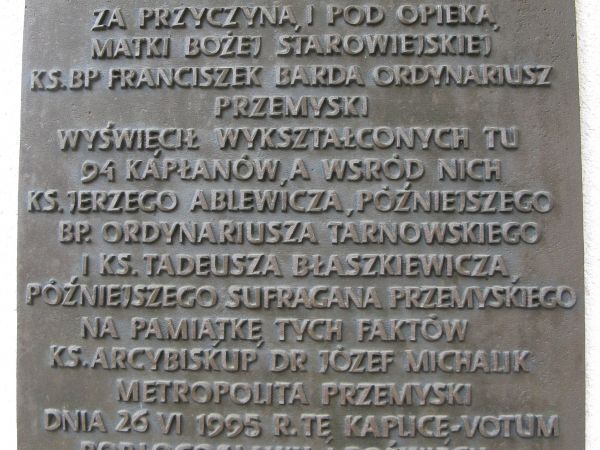 ZA PRZYCZYNĄ I POD OPIEKĄ
MATKI BOŻEJ STAROWIEJSKIEJ
KS.BP FRANCISZEK BARDA ORDYNARIUSZ
PRZEMYSKI
WYŚWIĘCIŁ WYKSZTAŁCONYCH TU
94 KAPŁANÓW, A WSRÓD NICH
KS. JERZEGO ABLEWICZA, PÓŹNIEJSZEGO
BP. ORDYNARIUSZA TARNOWSKIEGO
I KS. TADEUSZA BŁASZKIEWICZA,
PÓŹNIEJSZEGO SUFRAGANA PRZEMYSKIEGO
NA PAMIĄTKĘ TYCH FAKTÓW
KS. ARCYBISKUP DR JÓZEF MICHALIK
METROPOLITA PRZEMYSKI
DNIA 26 VI 1995 R. TĘ KAPLICĘ-VOTUM